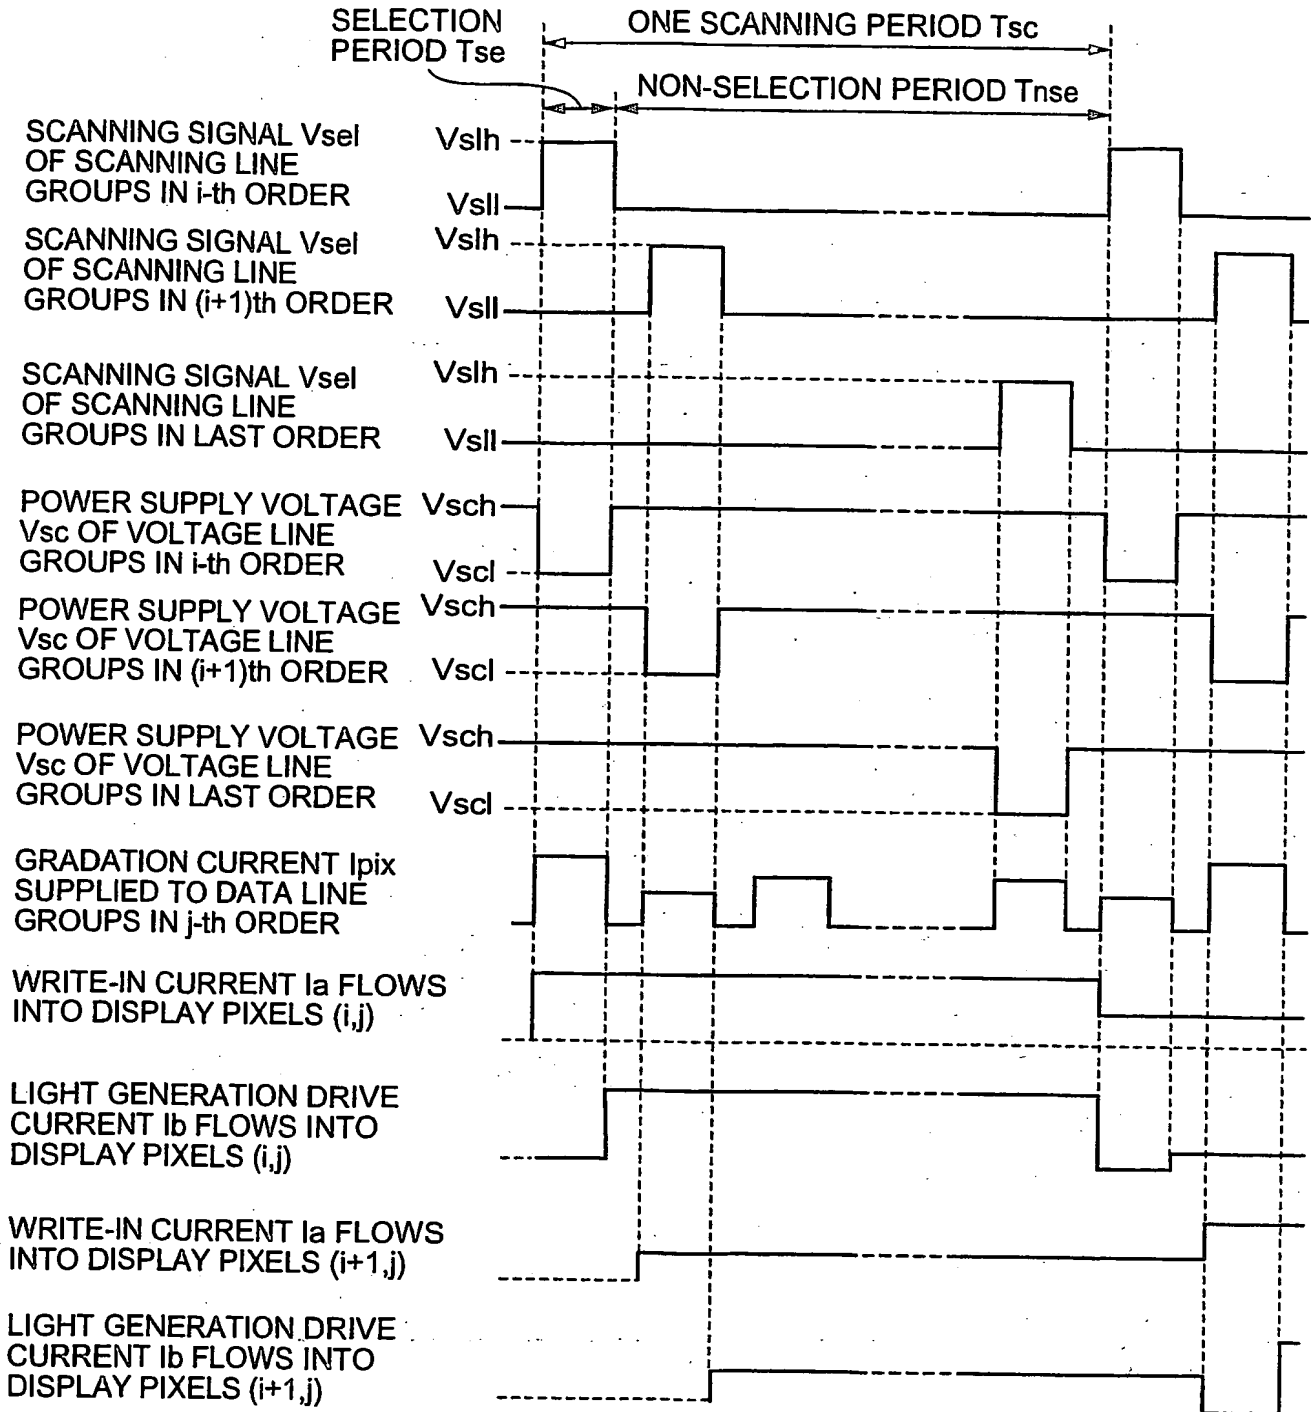 SELECTION
PERIOD Tse
ONE SCANNING PERIOD Tsc
NON-SELECTION PERIOD Tnse
SCANNING SIGNAL Vsel
OF SCANNING LINE
GROUPS IN i-th ORDER
Vslh
Vsll
SCANNING SIGNAL Vsel
OF SCANNING LINE
GROUPS IN (i+1)th ORDER
Vslh
Vsll
SCANNING SIGNAL Vsel
OF SCANNING LINE
GROUPS IN LAST ORDER
Vslh
Vsll
POWER SUPPLY VOLTAGE
Vsc OF VOLTAGE LINE
GROUPS IN i-th ORDER
Vsch
Vscl
POWER SUPPLY VOLTAGE
Vsc OF VOLTAGE LINE
GROUPS IN (i+1)th ORDER
Vsch
Vscl
POWER SUPPLY VOLTAGE
Vsc OF VOLTAGE LINE
GROUPS IN LAST ORDER
Vsch
Vscl
GRADATION CURRENT Ipix
SUPPLIED TO DATA LINE
GROUPS IN j-th ORDER
WRITE-IN CURRENT Ia FLOWS
INTO DISPLAY PIXELS (i,j)
LIGHT GENERATION DRIVE
CURRENT Ib FLOWS INTO
DISPLAY PIXELS (i,j)
WRITE-IN CURRENT Ia FLOWS
INTO DISPLAY PIXELS (i+1,j)
LIGHT GENERATION DRIVE
CURRENT Ib FLOWS INTO
DISPLAY PIXELS (i+1,j)